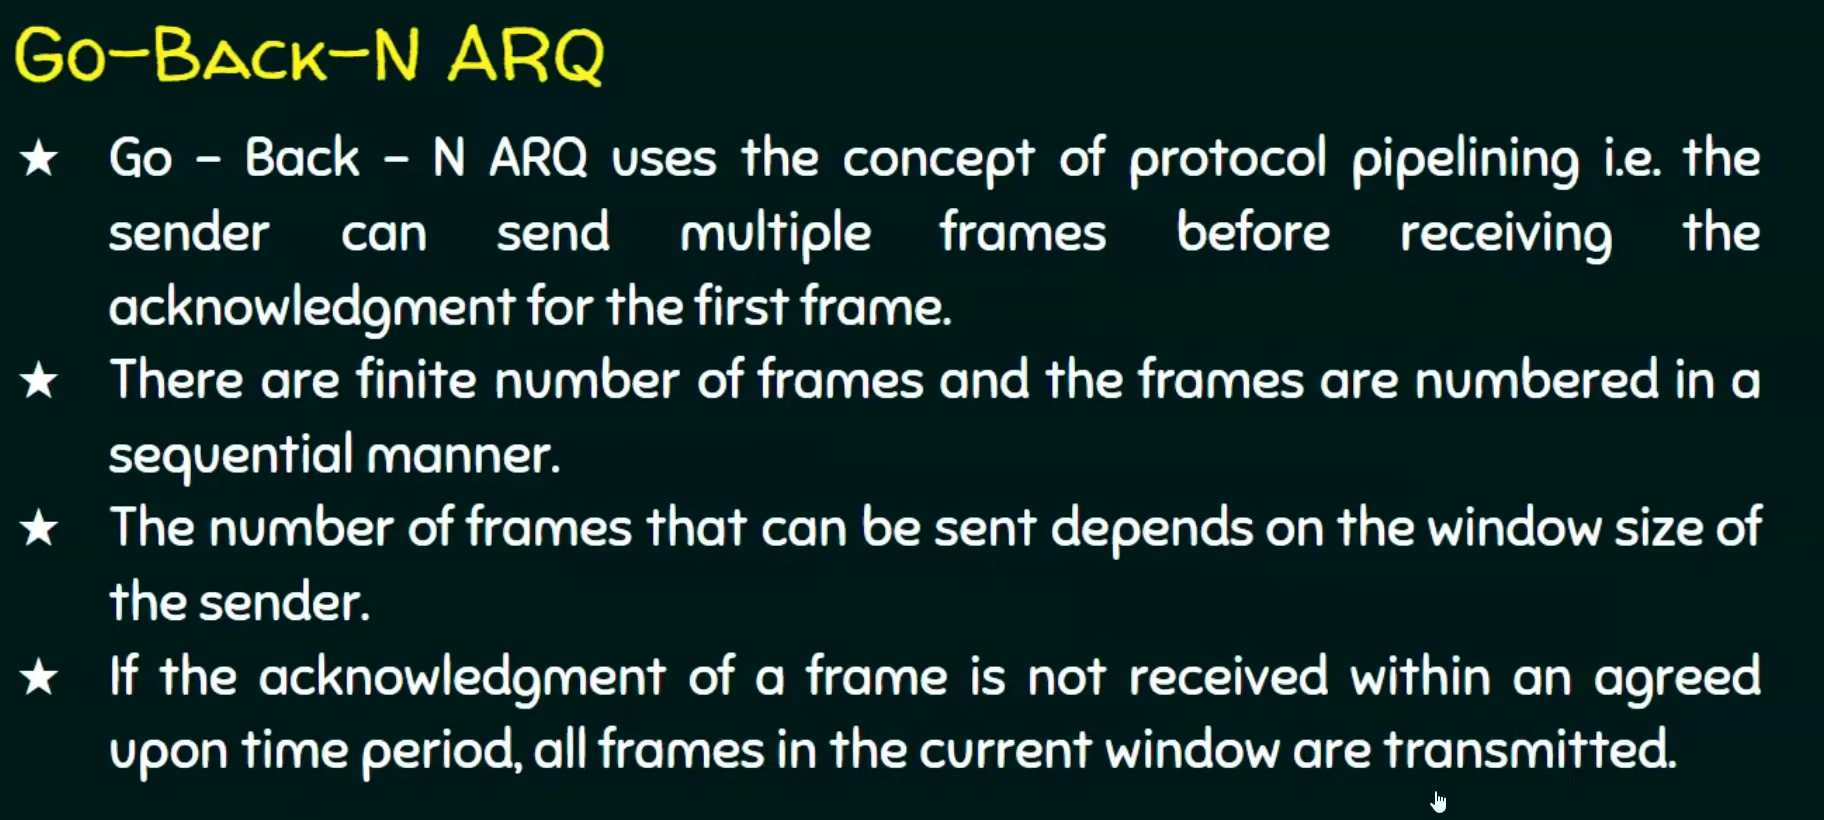 Go-Back-N ARQ
★ Go - Back - N ARQ uses the concept of protocol pipelining i.e. the
sender can send multiple frames before receiving the
acknowledgment for the first frame.
★ There are finite number of frames and the frames are numbered in a
sequential manner.
★ The number of frames that can be sent depends on the window size of
the sender.
★ If the acknowledgment of a frame is not received within an agreed
upon time period, all frames in the current window are transmitted.